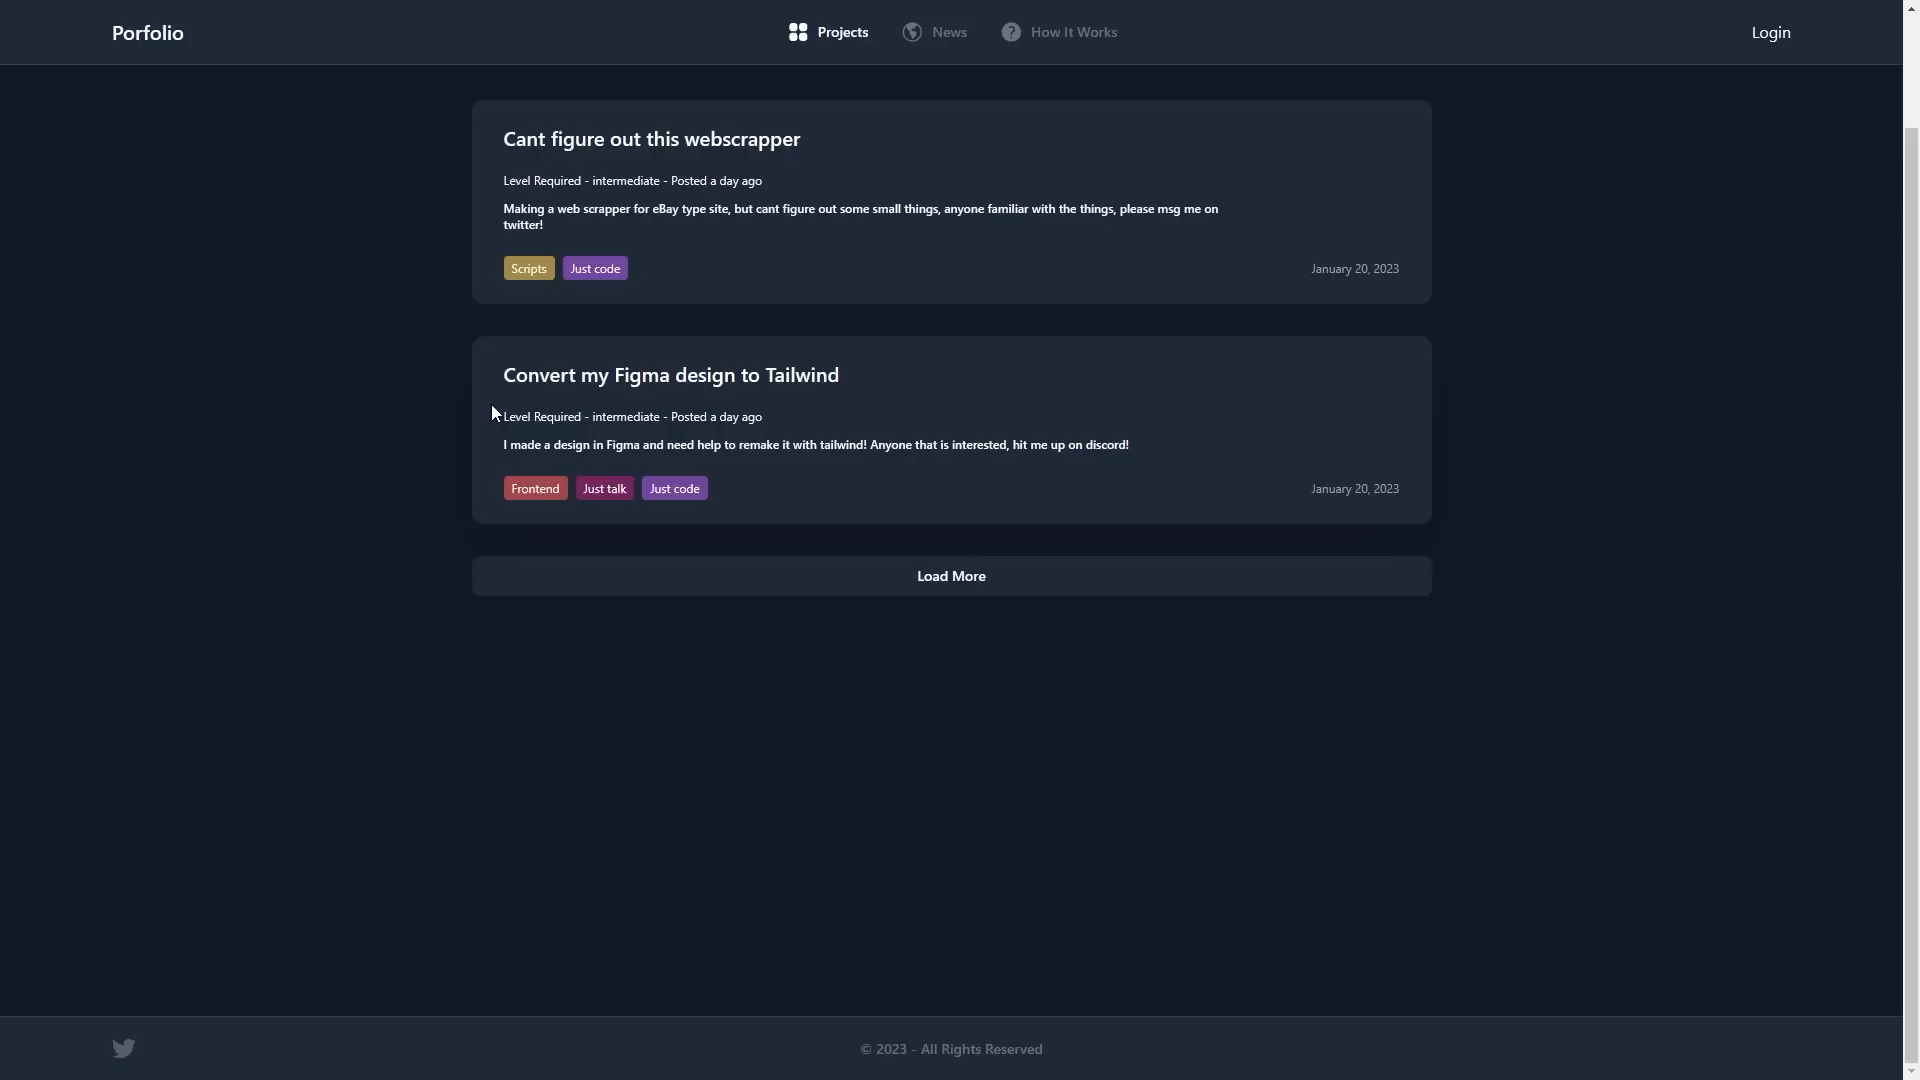 Porfolio
Projects
News
How It Works
Login
Cant figure out this webscrapper
Level Required - intermediate - Posted a day ago
Making a web scrapper for eBay type site, but cant figure out some small things, anyone familiar with the things, please msg me on
twitter!
Scripts
Just code
January 20, 2023
Convert my Figma design to Tailwind
Level Required - intermediate - Posted a day ago
I made a design in Figma and need help to remake it with tailwind! Anyone that is interested, hit me up on discord!
Frontend
Just talk
Just code
January 20, 2023
Load More
© 2023 - All Rights Reserved